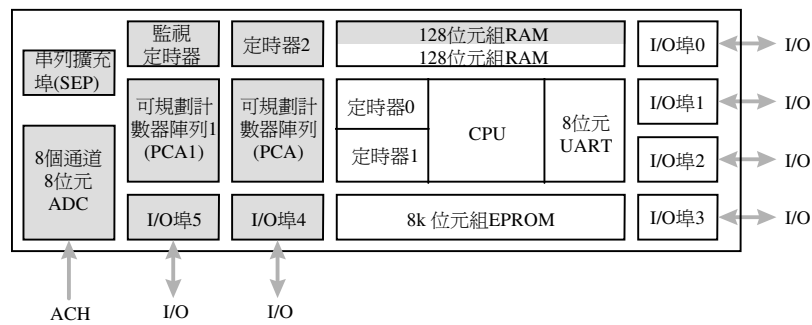 監視
定時器
定時器2
128位元組RAM
128位元組RAM
I/O埠0
I/O
串列擴充
埠(SEP)
可規劃計
數器陣列1
(PCA1)
可規劃計
數器陣列
(PCA)
定時器0
定時器1
CPU
8位元
UART
I/O埠1
I/O
8個通道
8位元
ADC
I/O埠2
I/O
I/O埠5
I/O埠4
8k 位元組EPROM
I/O埠3
I/O
ACH
I/O
I/O